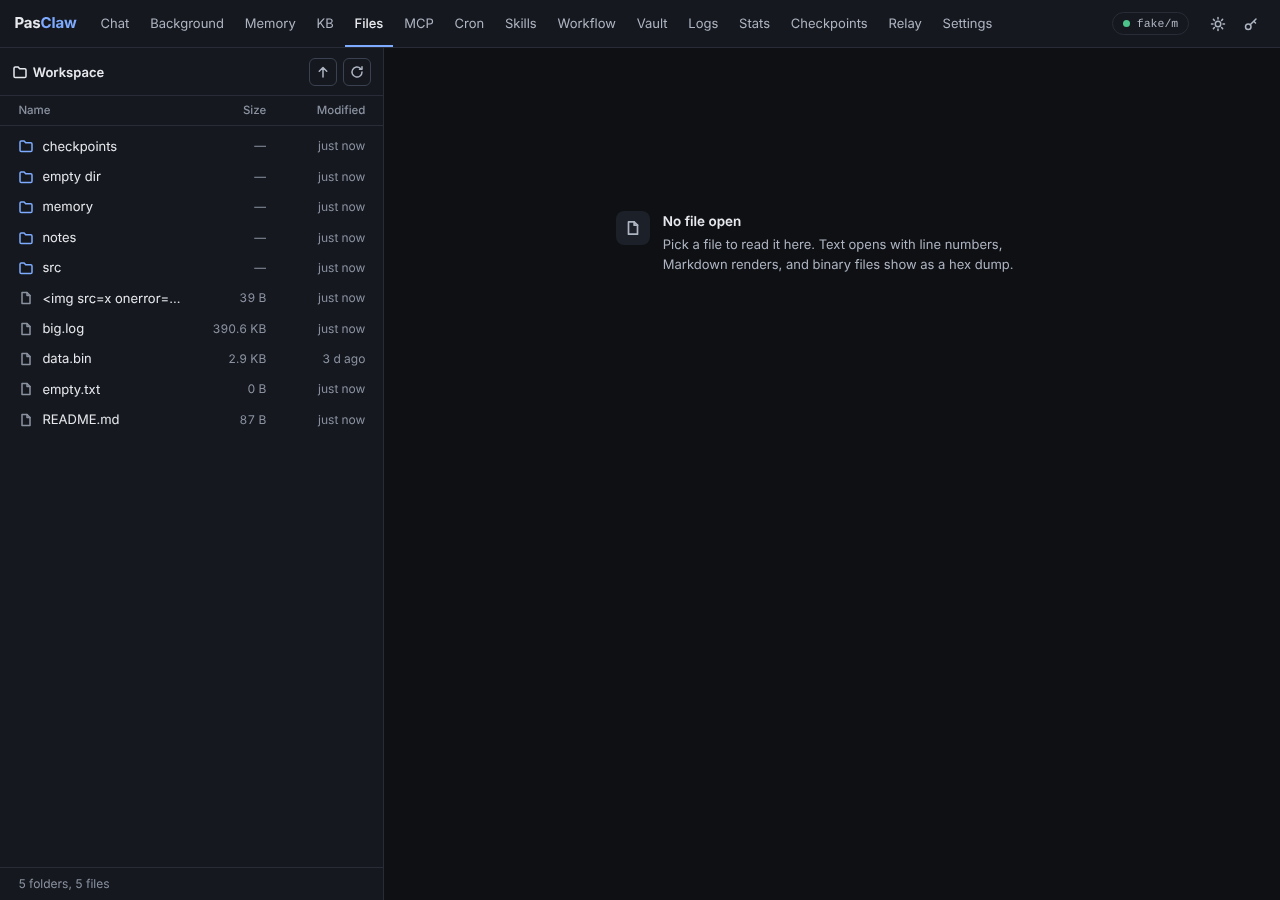 PasClaw Chat Background Memory KB Files MCP Cron Skills Workflow Vault Logs Stats Checkpoints Relay Settings fake/m
Workspace
Name Size Modified
checkpoints — just now
empty dir — just now
memory — just now
notes — just now
src — just now
<img src=x onerror=... 39 B just now
big.log 390.6 KB just now
data.bin 2.9 KB 3 d ago
empty.txt 0 B just now
README.md 87 B just now
No file open
Pick a file to read it here. Text opens with line numbers,
Markdown renders, and binary files show as a hex dump.
5 folders, 5 files